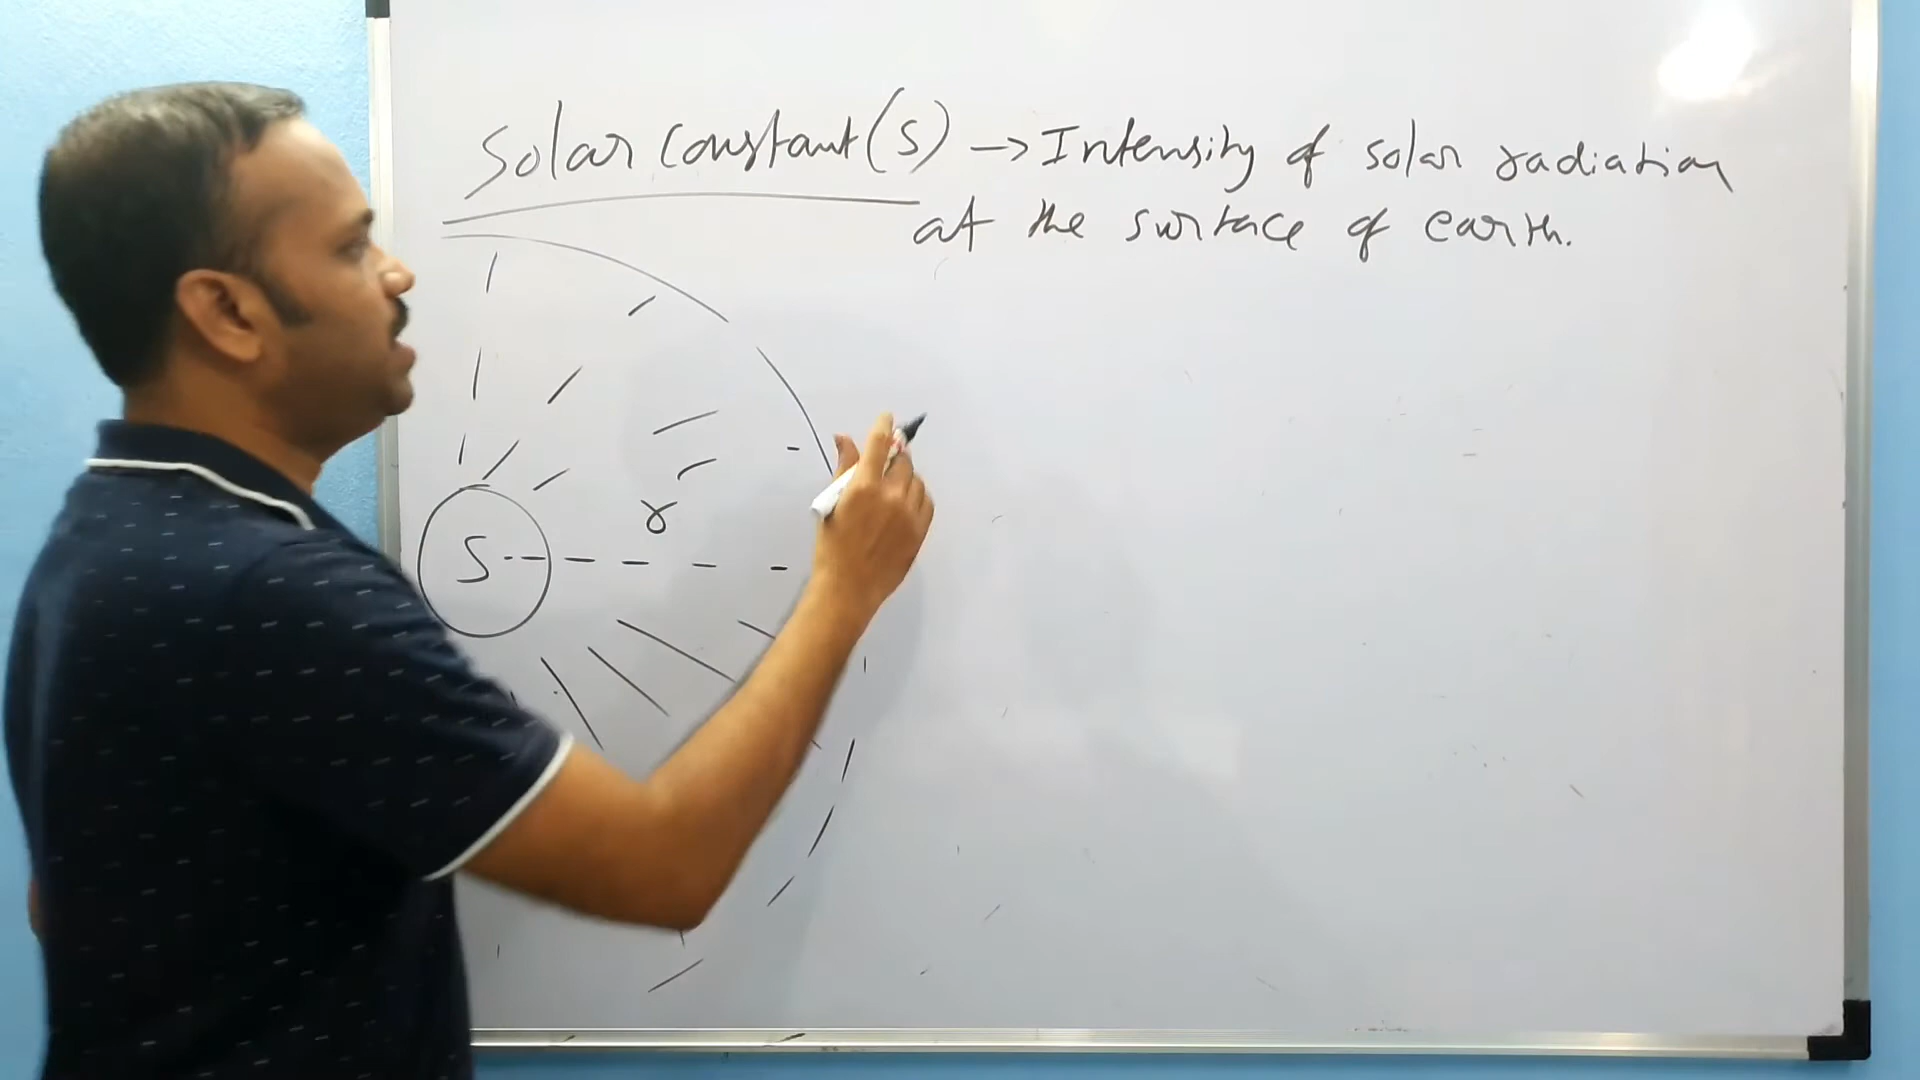 Solar Constant (S) → Intensity of solar radiation
at the surface of earth.
r
S